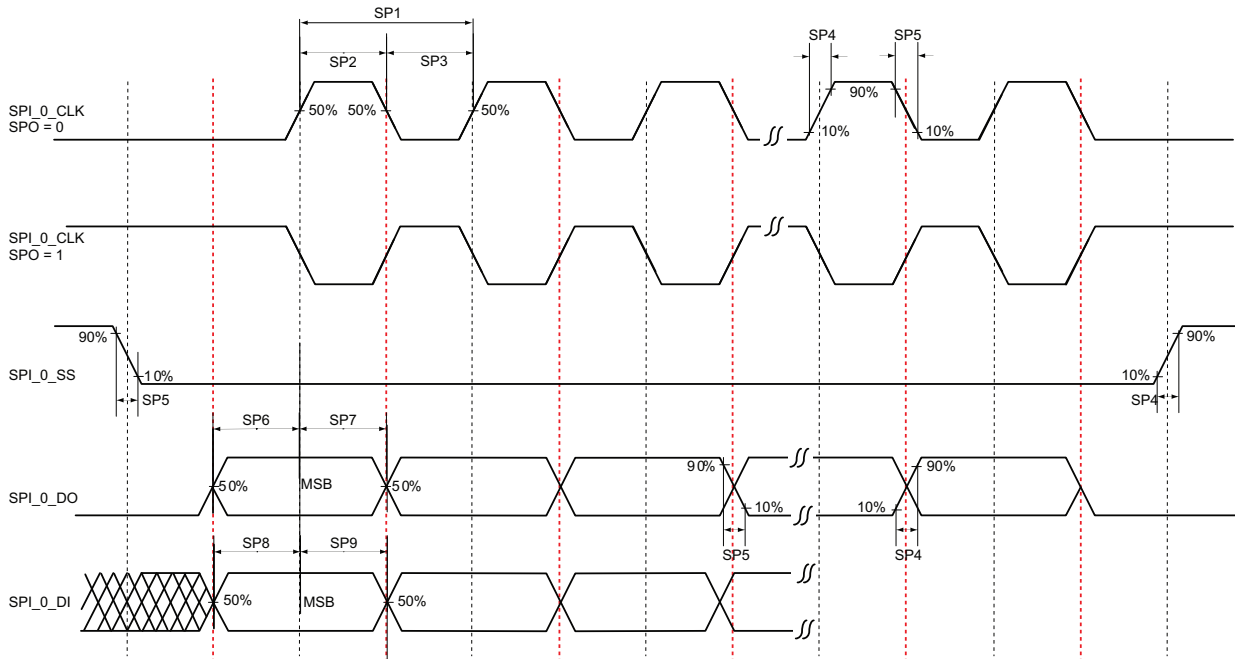 SP1
SP2
SP3
SP4
SP5
SPI_0_CLK
SPO = 0
50%
50%
50%
90%
10%
10%
SPI_0_CLK
SPO = 1
90%
10%
SP5
SPI_0_SS
90%
10%
SP4
SP6
SP7
SPI_0_DO
50%
MSB
50%
90%
10%
SP5
90%
10%
SP4
SP8
SP9
SPI_0_DI
50%
MSB
50%